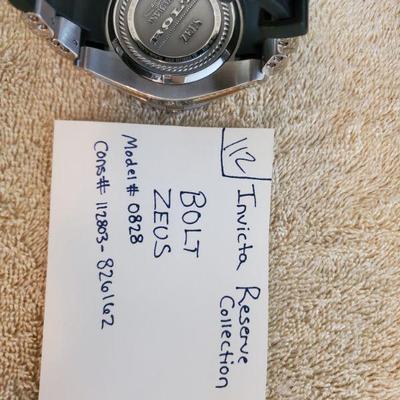 112
Invicta Reserve
Collection
BOLT
ZEUS
Model # 0828
Cons# 112803-826162